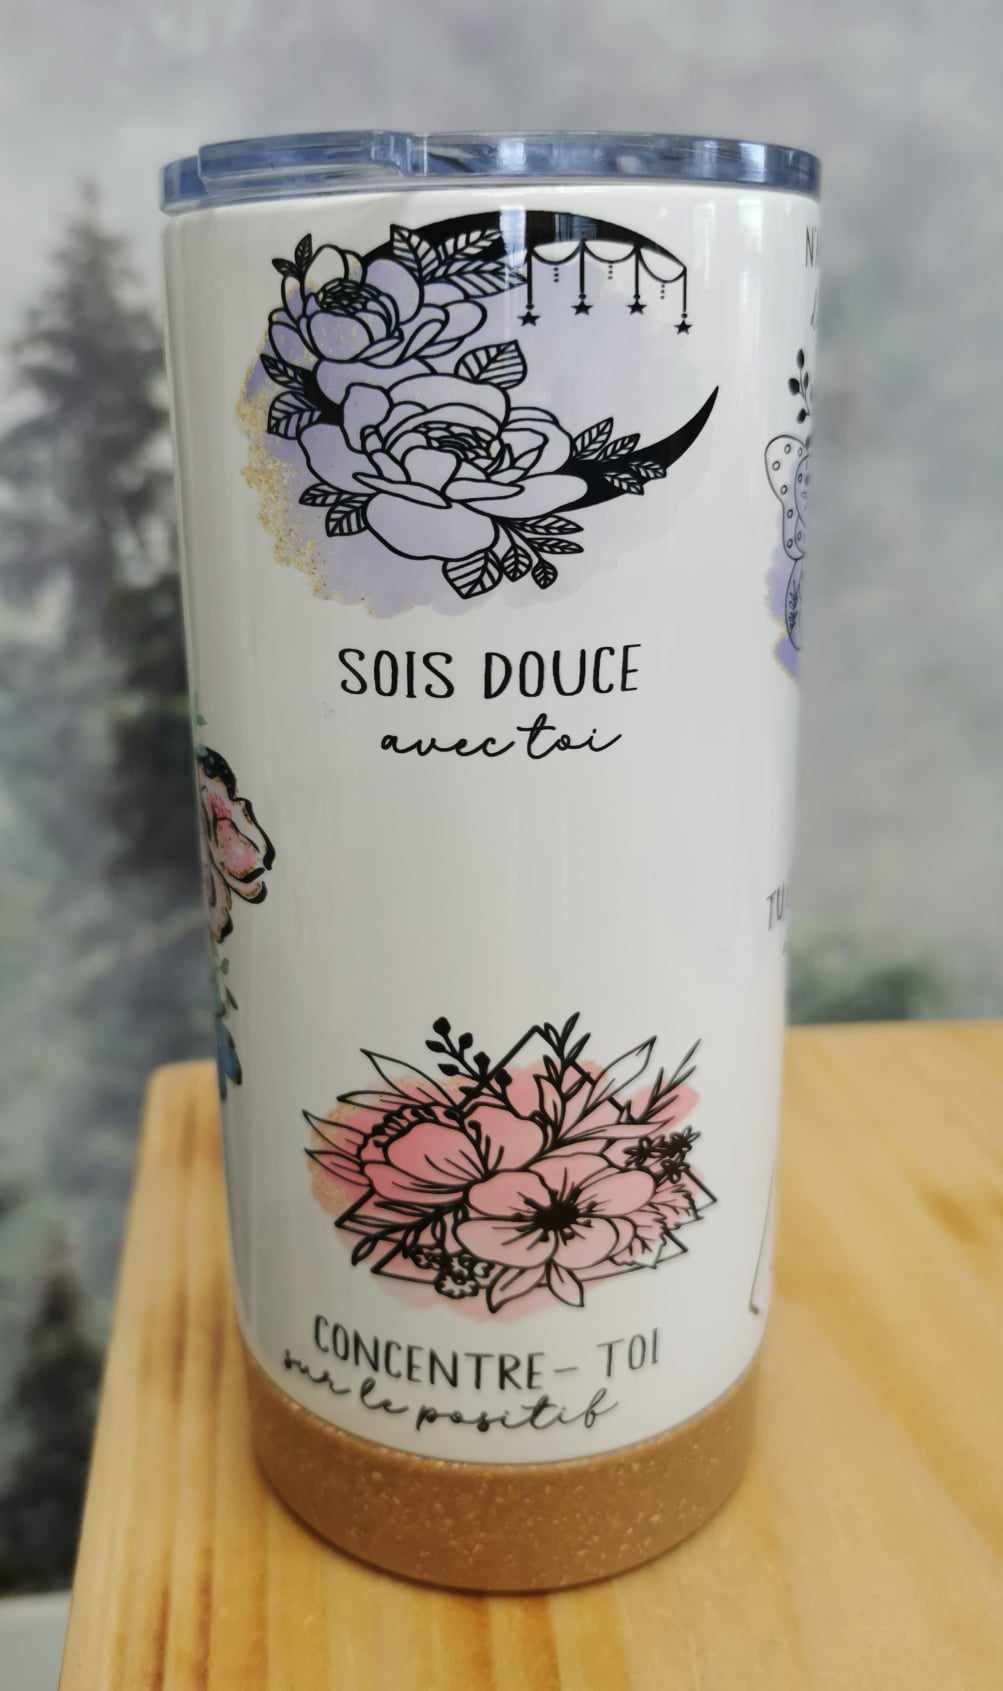 SOIS DOUCE
avec toi
CONCENTRE-TOI
sur le positif